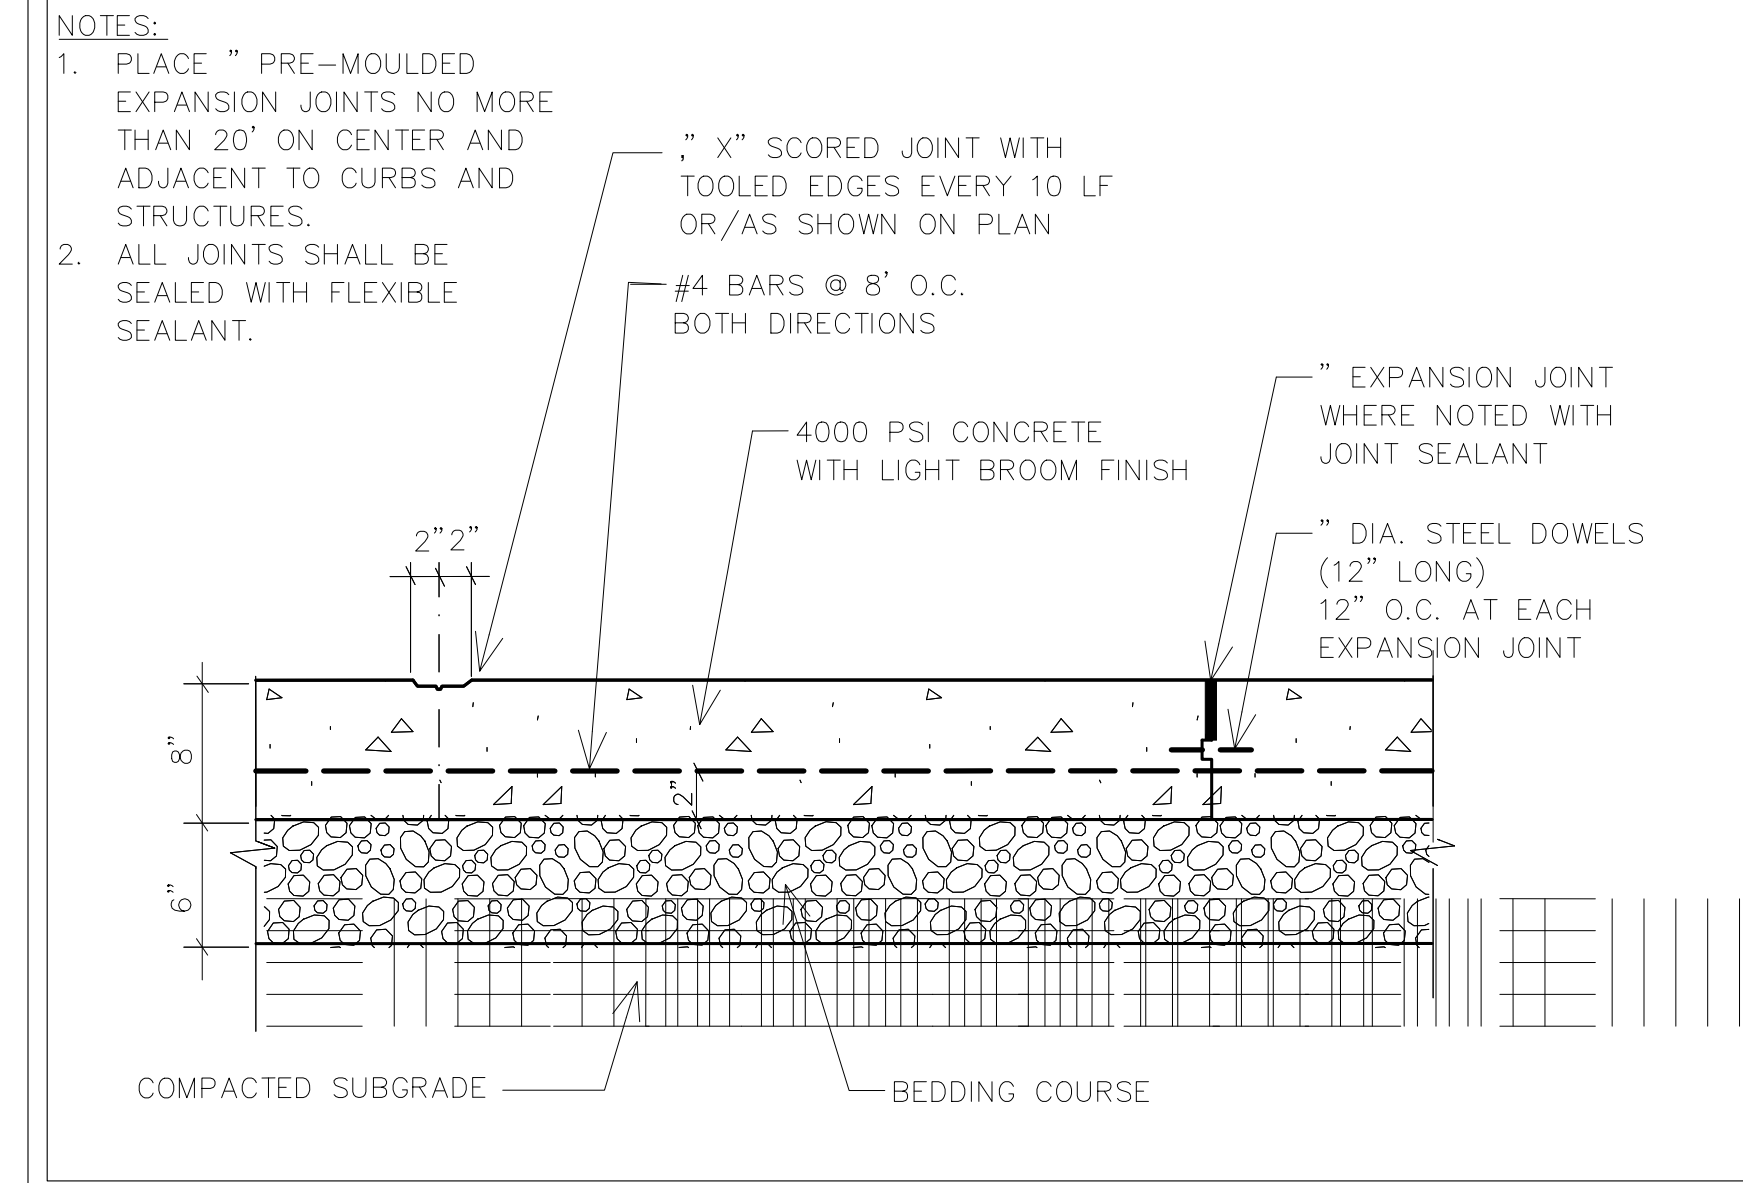 NOTES:
1. PLACE " PRE-MOULDED
EXPANSION JOINTS NO MORE
THAN 20' ON CENTER AND
ADJACENT TO CURBS AND
STRUCTURES.
2. ALL JOINTS SHALL BE
SEALED WITH FLEXIBLE
SEALANT.
," X" SCORED JOINT WITH
TOOLED EDGES EVERY 10 LF
OR/AS SHOWN ON PLAN
#4 BARS @ 8' O.C.
BOTH DIRECTIONS
4000 PSI CONCRETE
WITH LIGHT BROOM FINISH
" EXPANSION JOINT
WHERE NOTED WITH
JOINT SEALANT
" DIA. STEEL DOWELS
(12" LONG)
12" O.C. AT EACH
EXPANSION JOINT
2" 2"
8"
2"
6"
COMPACTED SUBGRADE
BEDDING COURSE